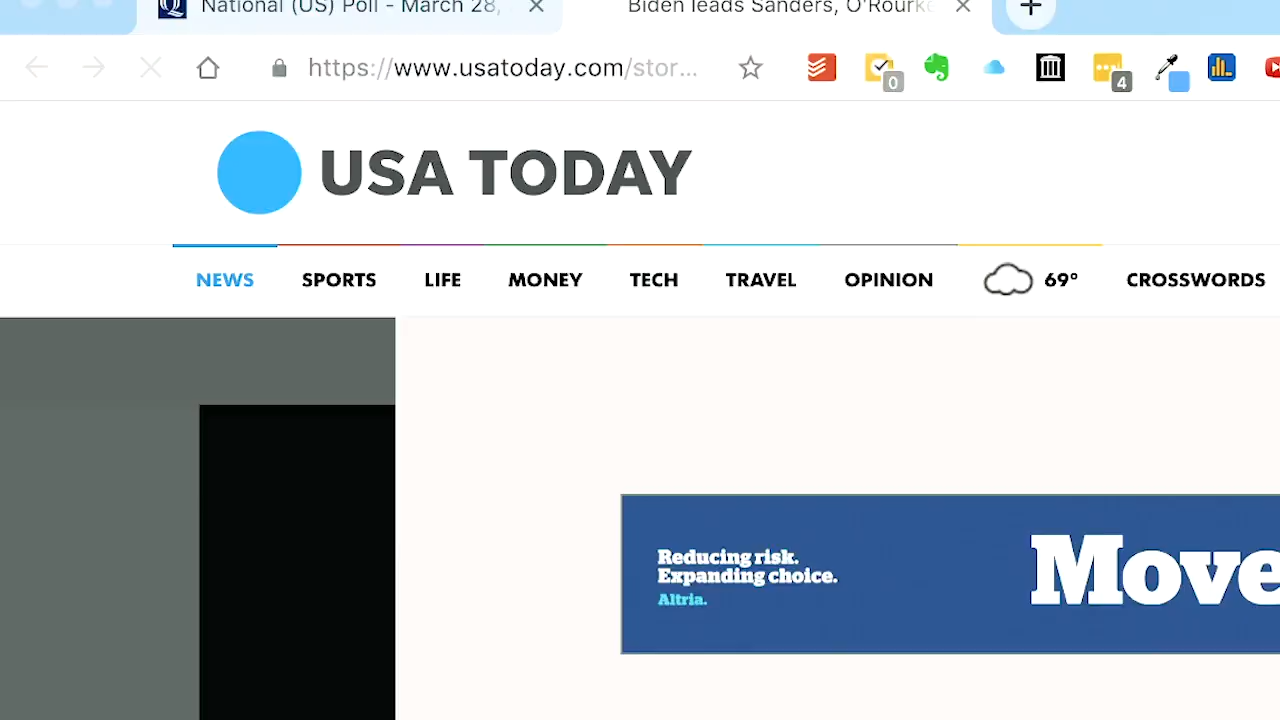 National (US) Poll - March 28,
Biden leads Sanders, O'Rourke
https://www.usatoday.com/stor...
0
4
USA TODAY
NEWS SPORTS LIFE MONEY TECH TRAVEL OPINION 69° CROSSWORDS
Reducing risk.
Expanding choice.
Altria.
Move